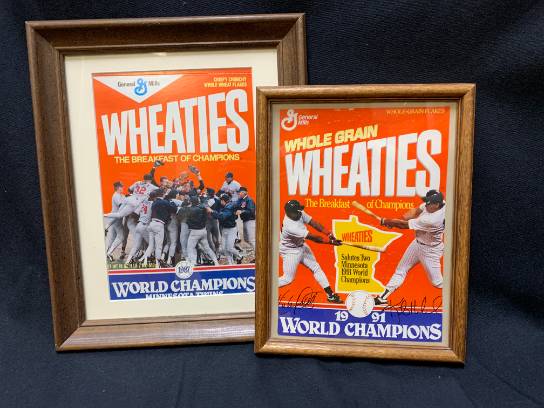 General Mills
CRISPY CRUNCHY
WHOLE WHEAT FLAKES
WHEATIES
THE BREAKFAST OF CHAMPIONS
1987
WORLD CHAMPIONS
MINNESOTA TWINS
General
Mills
WHOLE-GRAIN FLAKES
WHOLE GRAIN
WHEATIES
The Breakfast of Champions
WHEATIES
Salutes Two
Minnesota
1991 World
Champions
19 91
WORLD CHAMPIONS